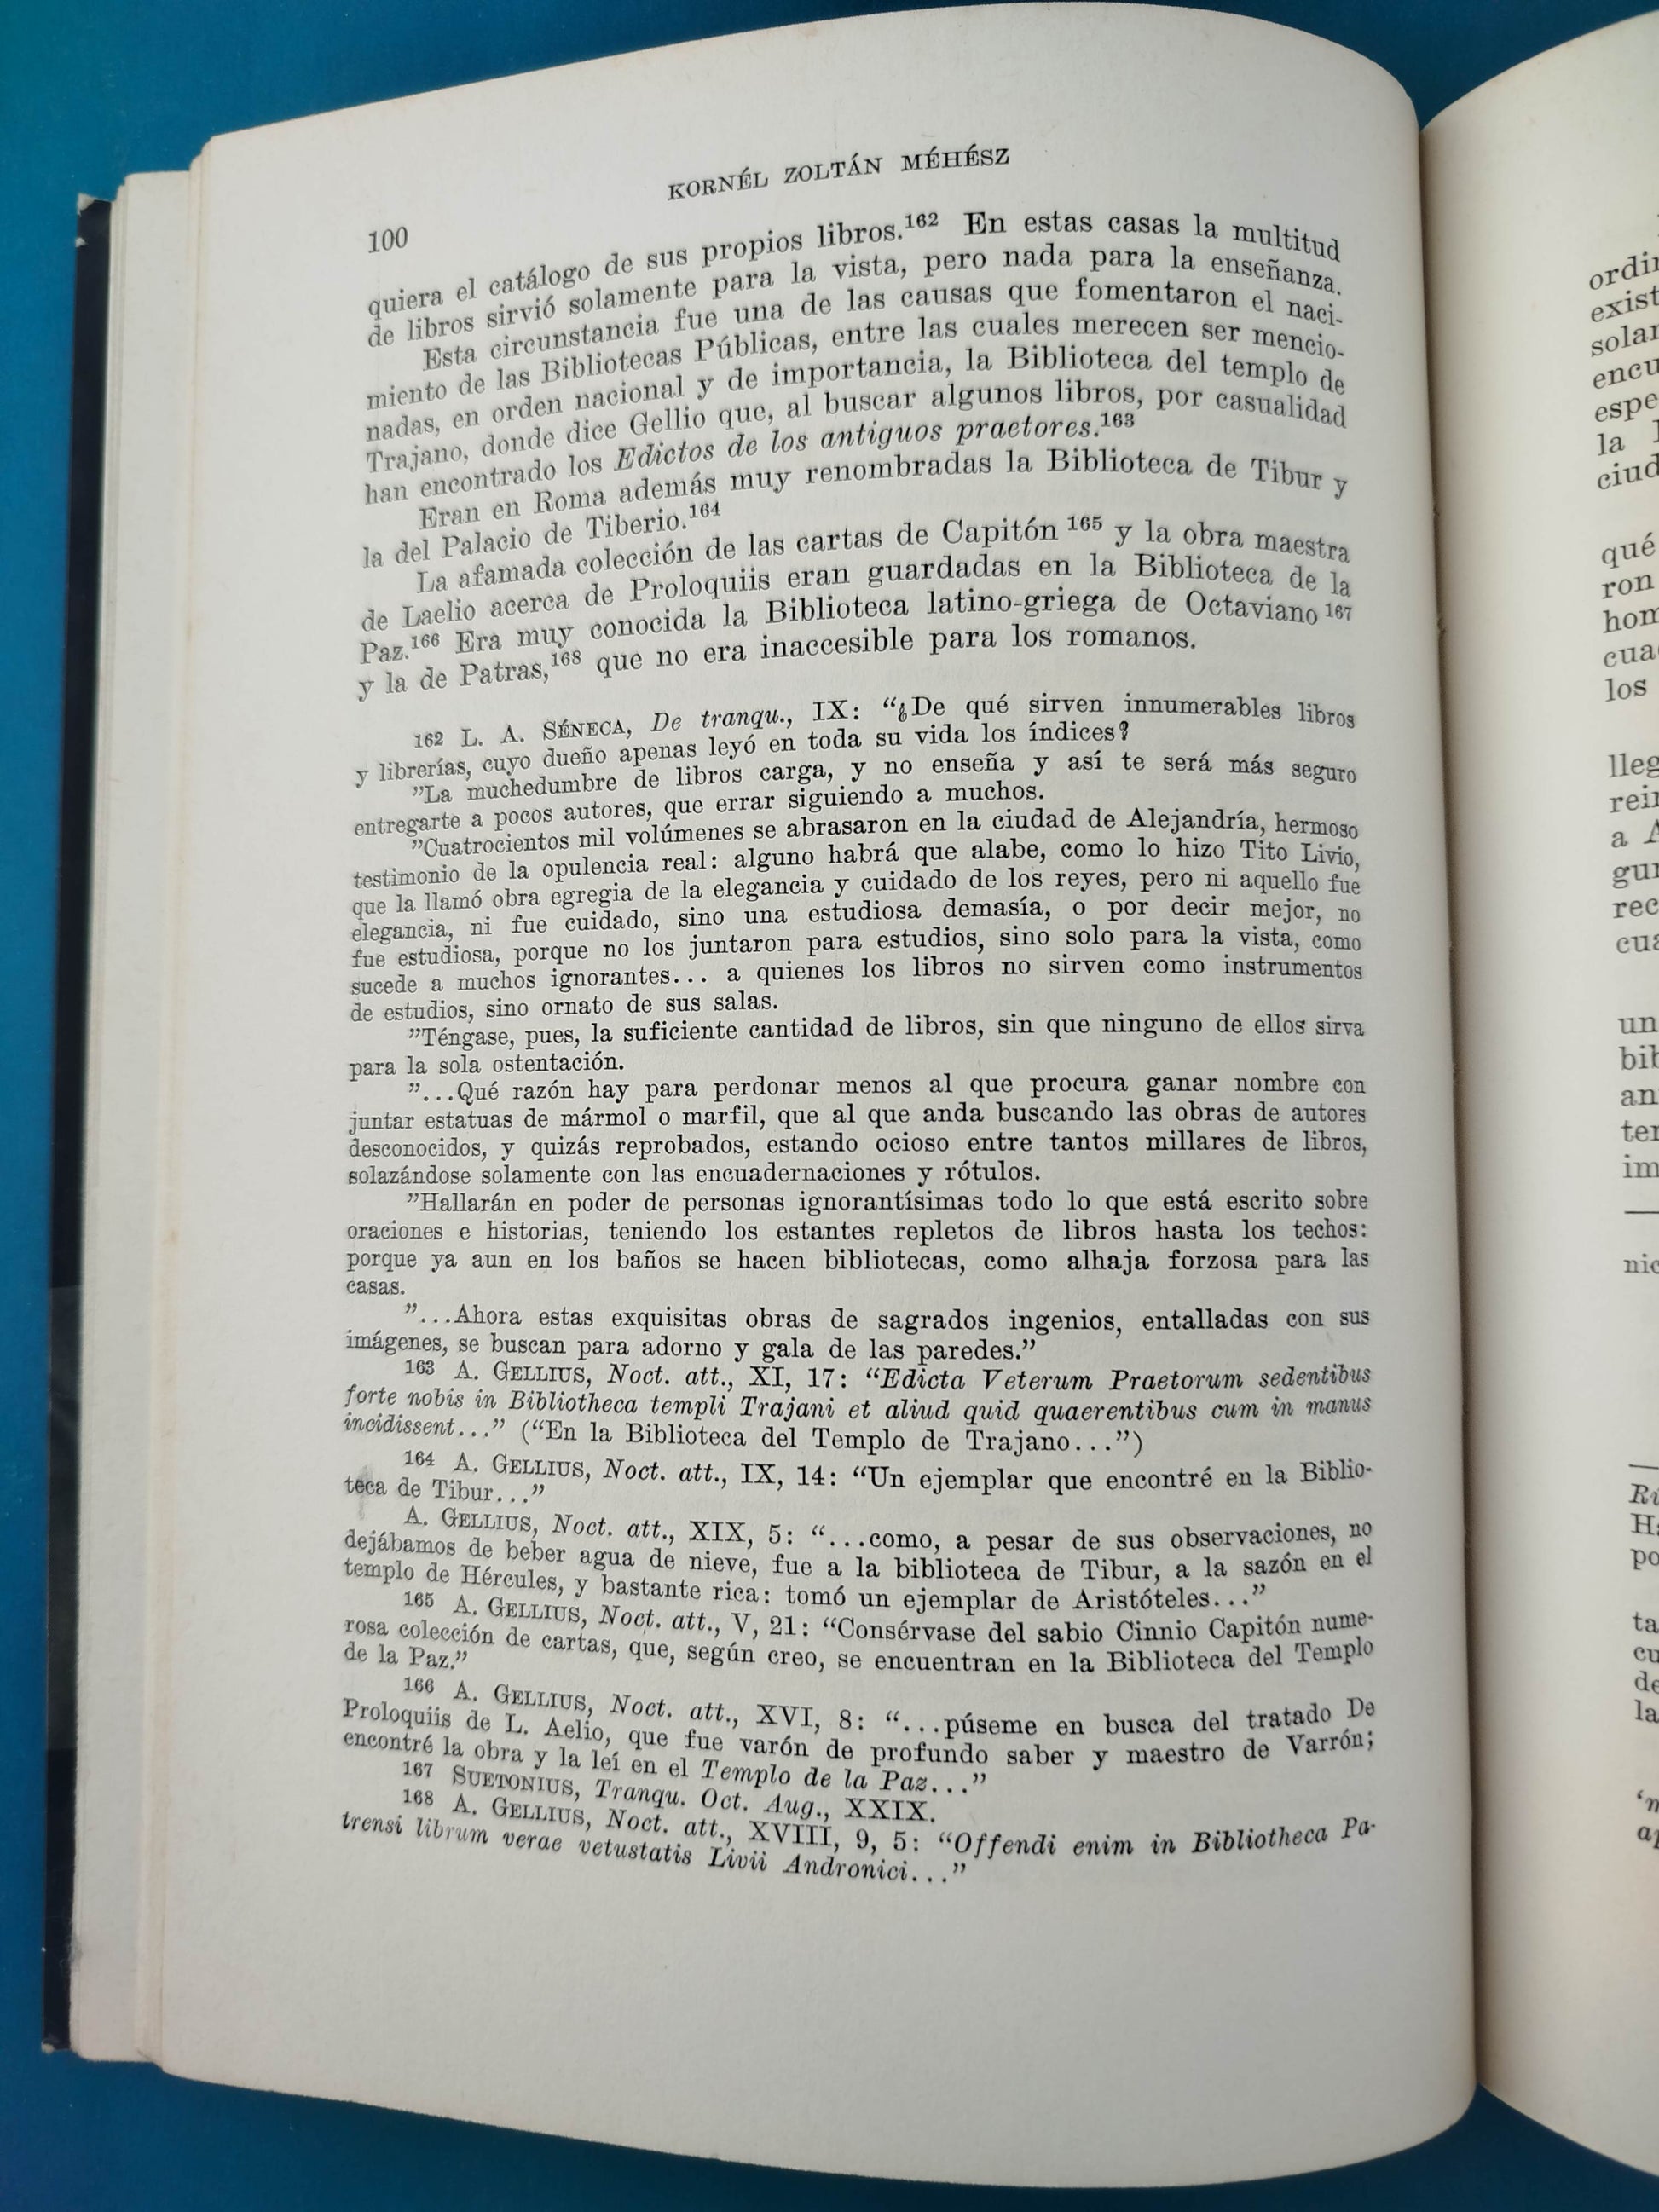 KORNÉL ZOLTÁN MÉHÉSZ
100
quiera el catálogo de sus propios libros.162 En estas casas la multitud
de libros sirvió solamente para la vista, pero nada para la enseñanza.
Esta circunstancia fue una de las causas que fomentaron el naci-
miento de las Bibliotecas Públicas, entre las cuales merecen ser mencio-
nadas, en orden nacional y de importancia, la Biblioteca del templo de
Trajano, donde dice Gellio que, al buscar algunos libros, por casualidad
han encontrado los Edictos de los antiguos praetores.163
Eran en Roma además muy renombradas la Biblioteca de Tibur y
la del Palacio de Tiberio.164
La afamada colección de las cartas de Capitón 165 y la obra maestra
de Laelio acerca de Proloquiis eran guardadas en la Biblioteca de la
Paz.166 Era muy conocida la Biblioteca latino-griega de Octaviano 167
y la de Patras,168 que no era inaccesible para los romanos.
162 L. A. SÉNECA, De tranqu., IX: “¿De qué sirven innumerables libros
y librerías, cuyo dueño apenas leyó en toda su vida los índices?
”La muchedumbre de libros carga, y no enseña y así te será más seguro
entregarte a pocos autores, que errar siguiendo a muchos.
”Cuatrocientos mil volúmenes se abrasaron en la ciudad de Alejandría, hermoso
testimonio de la opulencia real: alguno habrá que alabe, como lo hizo Tito Livio,
que la llamó obra egregia de la elegancia y cuidado de los reyes, pero ni aquello fue
elegancia, ni fue cuidado, sino una estudiosa demasía, o por decir mejor, no
fue estudiosa, porque no los juntaron para estudios, sino solo para la vista, como
sucede a muchos ignorantes... a quienes los libros no sirven como instrumentos
de estudios, sino ornato de sus salas.
”Téngase, pues, la suficiente cantidad de libros, sin que ninguno de ellos sirva
para la sola ostentación.
”...Qué razón hay para perdonar menos al que procura ganar nombre con
juntar estatuas de mármol o marfil, que al que anda buscando las obras de autores
desconocidos, y quizás reprobados, estando ocioso entre tantos millares de libros,
solazándose solamente con las encuadernaciones y rótulos.
”Hallarán en poder de personas ignorantísimas todo lo que está escrito sobre
oraciones e historias, teniendo los estantes repletos de libros hasta los techos:
porque ya aun en los baños se hacen bibliotecas, como alhaja forzosa para las
casas.
”...Ahora estas exquisitas obras de sagrados ingenios, entalladas con sus
imágenes, se buscan para adorno y gala de las paredes.”
163 A. GELLIUS, Noct. att., XI, 17: “Edicta Veterum Praetorum sedentibus
forte nobis in Bibliotheca templi Trajani et aliud quid quaerentibus cum in manus
incidissent...” (“En la Biblioteca del Templo de Trajano...”)
164 A. GELLIUS, Noct. att., IX, 14: “Un ejemplar que encontré en la Biblio-
teca de Tibur...”
A. GELLIUS, Noct. att., XIX, 5: “...como, a pesar de sus observaciones, no
dejábamos de beber agua de nieve, fue a la biblioteca de Tibur, a la sazón en el
templo de Hércules, y bastante rica: tomó un ejemplar de Aristóteles...”
165 A. GELLIUS, Noct. att., V, 21: “Consérvase del sabio Cinnio Capitón nume-
rosa colección de cartas, que, según creo, se encuentran en la Biblioteca del Templo
de la Paz.”
166 A. GELLIUS, Noct. att., XVI, 8: “...púseme en busca del tratado De
Proloquiis de L. Aelio, que fue varón de profundo saber y maestro de Varrón;
encontré la obra y la leí en el Templo de la Paz...”
167 SUETONIUS, Tranqu. Oct. Aug., XXIX.
168 A. GELLIUS, Noct. att., XVIII, 9, 5: “Offendi enim in Bibliotheca Pa-
trensi librum verae vetustatis Livii Andronici...”